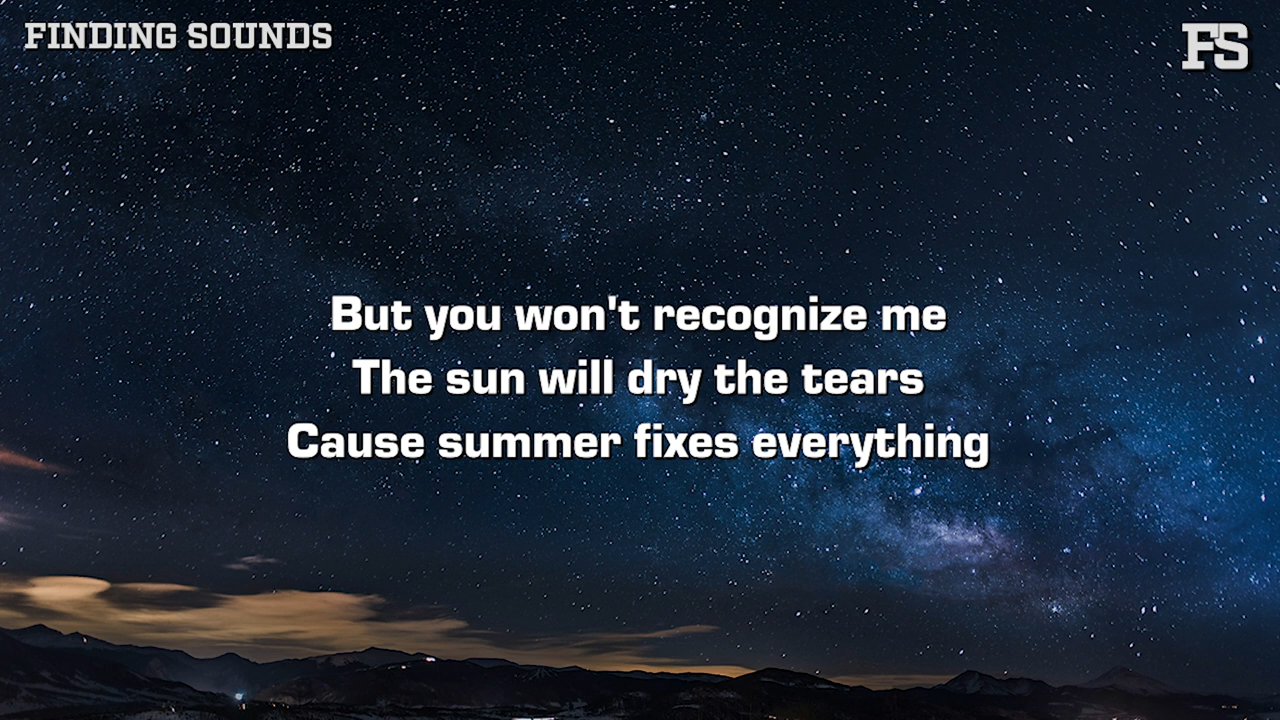 FINDING SOUNDS
FS
But you won't recognize me
The sun will dry the tears
Cause summer fixes everything